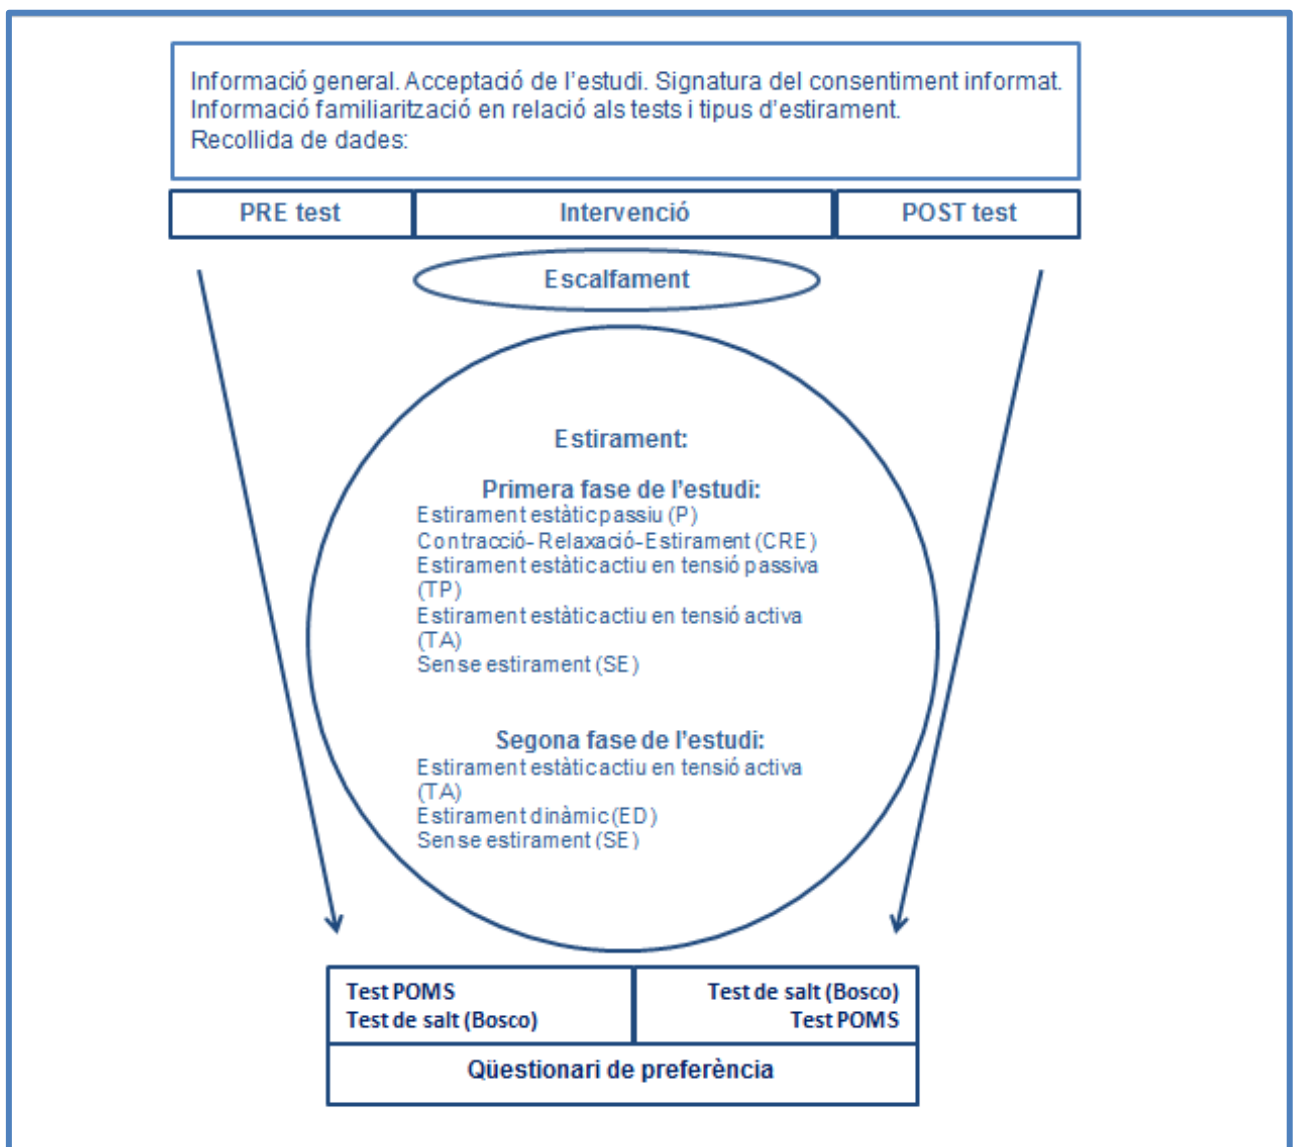 Informació general. Acceptació de l’estudi. Signatura del consentiment informat.
Informació familiarització en relació als tests i tipus d’estirament.
Recollida de dades:
PRE test
Intervenció
POST test
Escalfament
Estirament:
Primera fase de l’estudi:
Estirament estàtic passiu (P)
Contracció- Relaxació-Estirament (CRE)
Estirament estàtic actiu en tensió passiva
(TP)
Estirament estàtic actiu en tensió activa
(TA)
Sense estirament (SE)
Segona fase de l’estudi:
Estirament estàtic actiu en tensió activa
(TA)
Estirament dinàmic (ED)
Sense estirament (SE)
Test POMS
Test de salt (Bosco)
Test de salt (Bosco)
Test POMS
Qüestionari de preferència